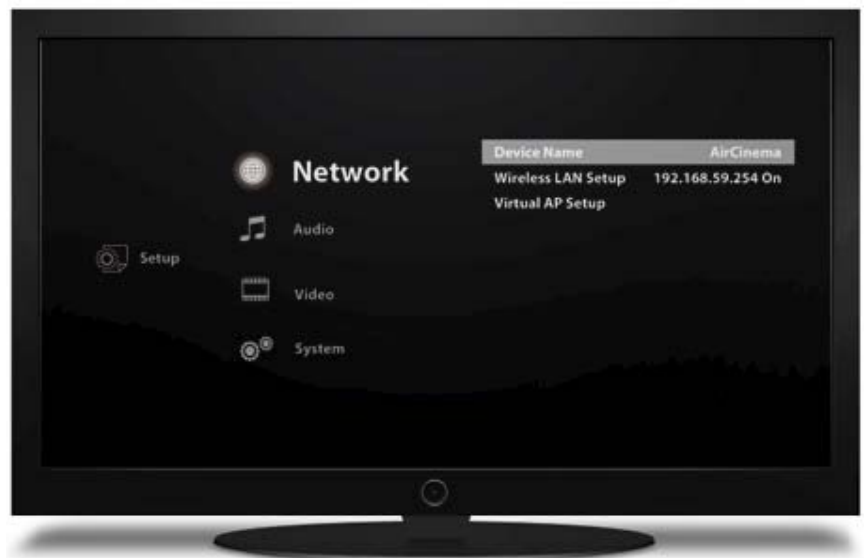 Setup
Network
Audio
Video
System
Device Name AirCinema
Wireless LAN Setup 192.168.59.254 On
Virtual AP Setup